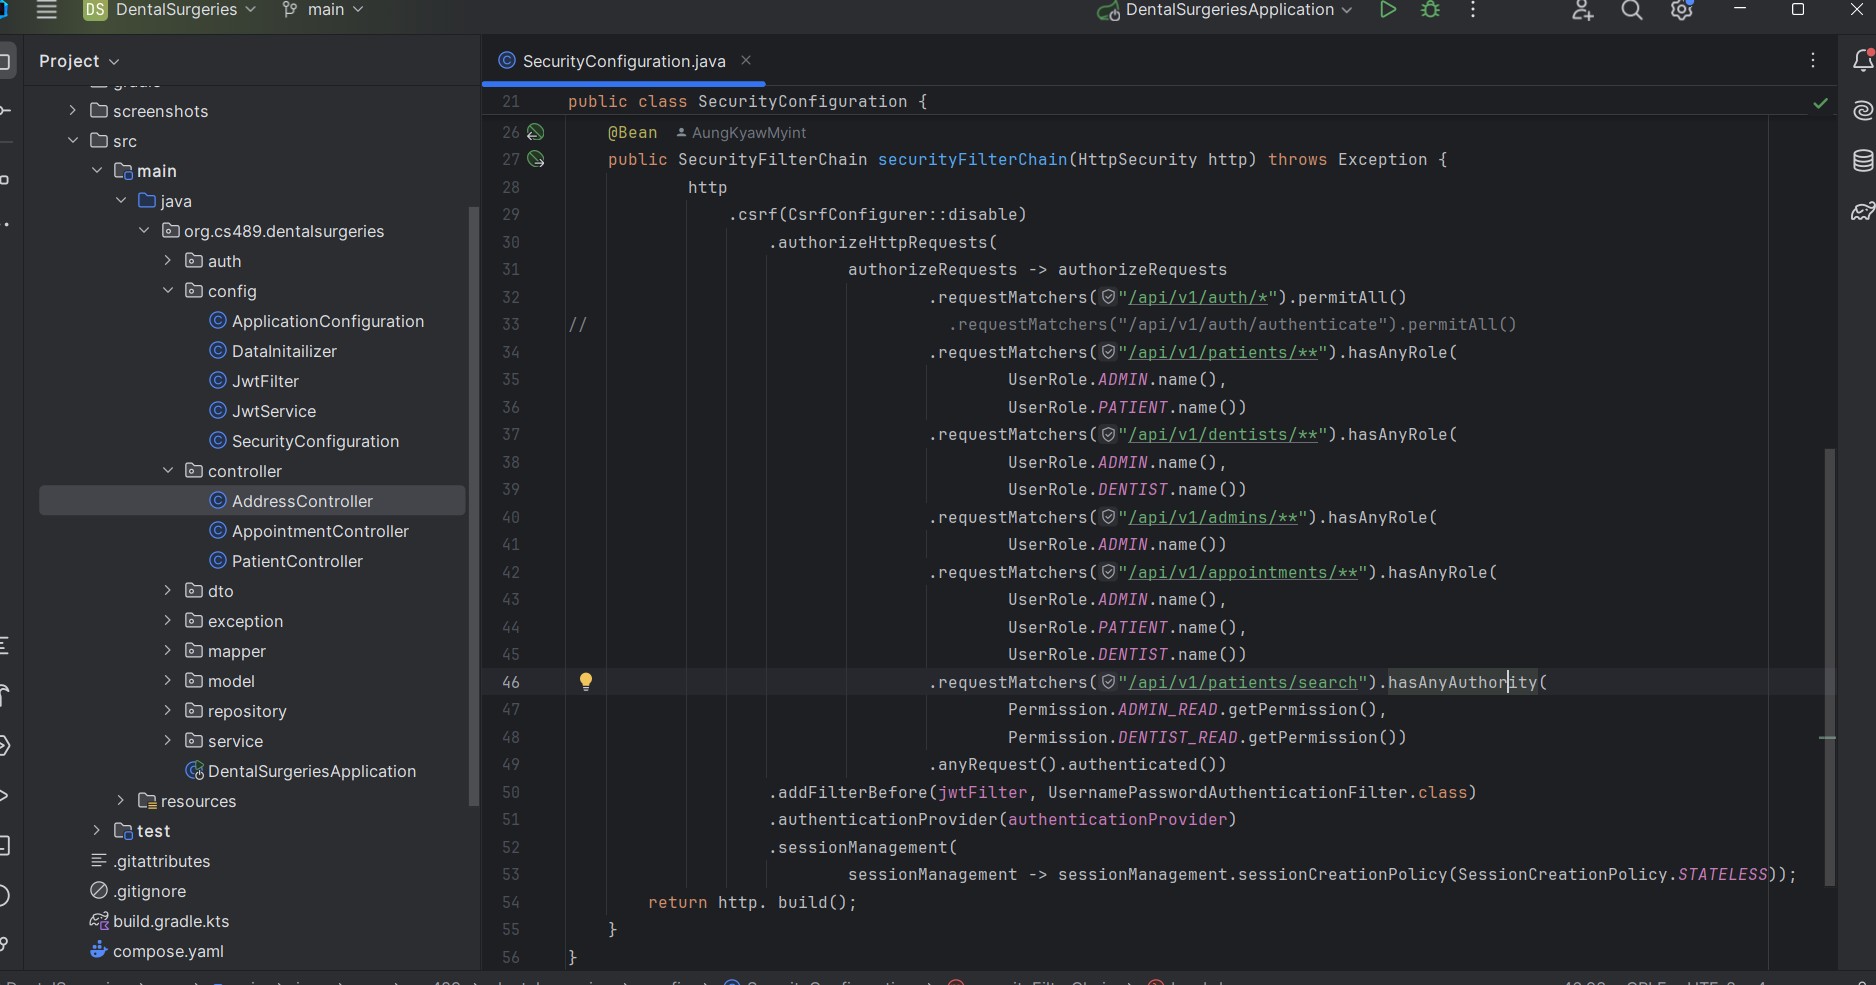 DS DentalSurgeries main DentalSurgeriesApplication
Project
SecurityConfiguration.java
screenshots
src
main
java
org.cs489.dentalsurgeries
auth
config
ApplicationConfiguration
DataInitailizer
JwtFilter
JwtService
SecurityConfiguration
controller
AddressController
AppointmentController
PatientController
dto
exception
mapper
model
repository
service
DentalSurgeriesApplication
resources
test
.gitattributes
.gitignore
build.gradle.kts
compose.yaml
21 public class SecurityConfiguration {
26 @Bean AungKyawMyint
27 public SecurityFilterChain securityFilterChain(HttpSecurity http) throws Exception {
28 http
29 .csrf(CsrfConfigurer::disable)
30 .authorizeHttpRequests(
31 authorizeRequests -> authorizeRequests
32 .requestMatchers("/api/v1/auth/*").permitAll()
33 // .requestMatchers("/api/v1/auth/authenticate").permitAll()
34 .requestMatchers("/api/v1/patients/**").hasAnyRole(
35 UserRole.ADMIN.name(),
36 UserRole.PATIENT.name())
37 .requestMatchers("/api/v1/dentists/**").hasAnyRole(
38 UserRole.ADMIN.name(),
39 UserRole.DENTIST.name())
40 .requestMatchers("/api/v1/admins/**").hasAnyRole(
41 UserRole.ADMIN.name())
42 .requestMatchers("/api/v1/appointments/**").hasAnyRole(
43 UserRole.ADMIN.name(),
44 UserRole.PATIENT.name(),
45 UserRole.DENTIST.name())
46 .requestMatchers("/api/v1/patients/search").hasAnyAuthority(
47 Permission.ADMIN_READ.getPermission(),
48 Permission.DENTIST_READ.getPermission())
49 .anyRequest().authenticated())
50 .addFilterBefore(jwtFilter, UsernamePasswordAuthenticationFilter.class)
51 .authenticationProvider(authenticationProvider)
52 .sessionManagement(
53 sessionManagement -> sessionManagement.sessionCreationPolicy(SessionCreationPolicy.STATELESS));
54 return http. build();
55 }
56 }